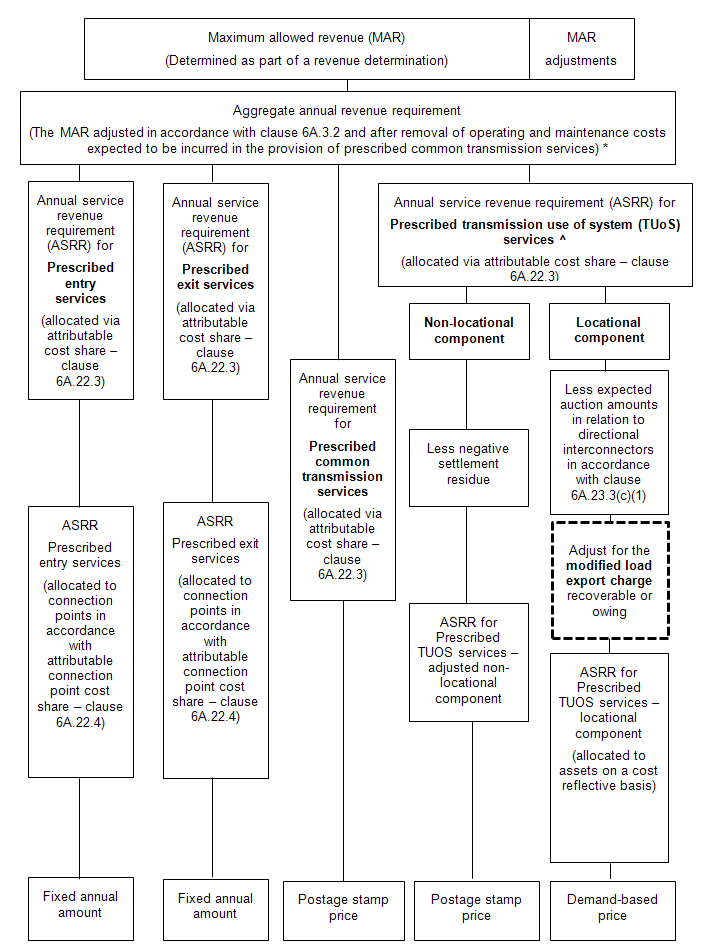 Maximum allowed revenue (MAR)
(Determined as part of a revenue determination)
MAR
adjustments
Aggregate annual revenue requirement
(The MAR adjusted in accordance with clause 6A.3.2 and after removal of operating and maintenance costs
expected to be incurred in the provision of prescribed common transmission services) *
Annual service
revenue
requirement
(ASRR) for
Prescribed
entry
services
(allocated via
attributable
cost share –
clause
6A.22.3)
Annual service
revenue
requirement
(ASRR) for
Prescribed
exit services
(allocated via
attributable
cost share –
clause
6A.22.3)
Annual service
revenue
requirement
for
Prescribed
common
transmission
services
(allocated via
attributable
cost share –
clause
6A.22.3)
Annual service revenue requirement (ASRR) for
Prescribed transmission use of system (TUoS)
services ^
(allocated via attributable cost share – clause
6A.22.3)
Non-locational
component
Locational
component
Less negative
settlement
residue
Less expected
auction amounts
in relation to
directional
interconnectors
in accordance
with clause
6A.23.3(c)(1)
Adjust for the
modified load
export charge
recoverable or
owing
ASRR
Prescribed
entry services
(allocated to
connection
points in
accordance
with
attributable
connection
point cost
share – clause
6A.22.4)
ASRR
Prescribed exit
services
(allocated to
connection
points in
accordance
with
attributable
connection
point cost
share – clause
6A.22.4)
ASRR for
Prescribed
TUOS services –
adjusted non-
locational
component
ASRR for
Prescribed
TUOS services –
locational
component
(allocated to
assets on a cost
reflective basis)
Fixed annual
amount
Fixed annual
amount
Postage stamp
price
Postage stamp
price
Demand-based
price